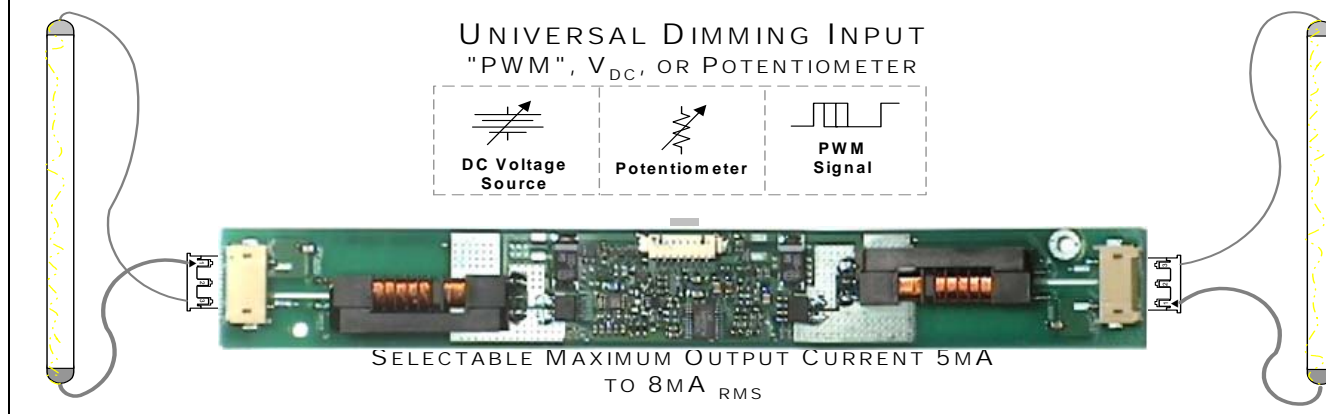 UNIVERSAL DIMMING INPUT
"PWM", VDC, OR POTENTIOMETER
DC Voltage
Source
Potentiometer
PWM
Signal
SELECTABLE MAXIMUM OUTPUT CURRENT 5MA
TO 8MA RMS